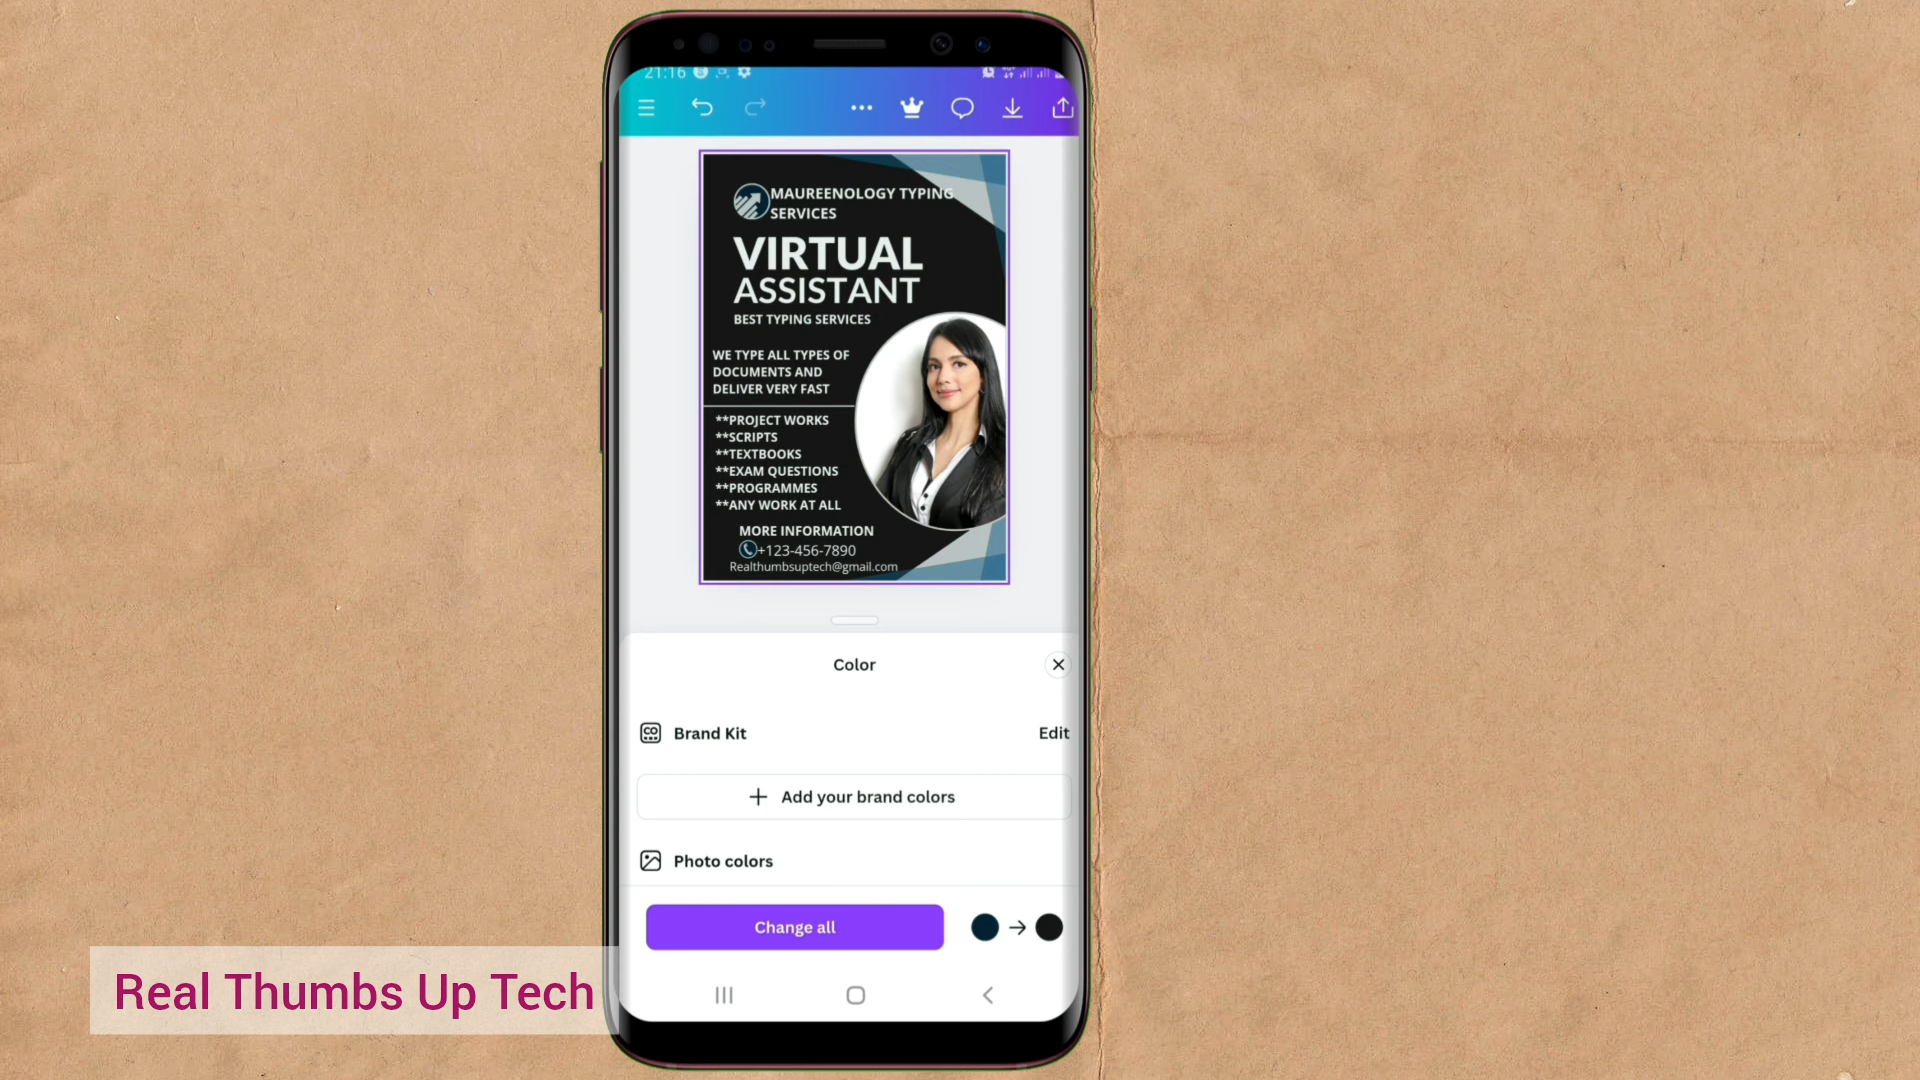 21:16
MAUREENOLOGY TYPING
SERVICES
VIRTUAL
ASSISTANT
BEST TYPING SERVICES
WE TYPE ALL TYPES OF
DOCUMENTS AND
DELIVER VERY FAST
**PROJECT WORKS
**SCRIPTS
**TEXTBOOKS
**EXAM QUESTIONS
**PROGRAMMES
**ANY WORK AT ALL
MORE INFORMATION
+123-456-7890
Realthumbsuptech@gmail.com
Color
Brand Kit
Edit
+ Add your brand colors
Photo colors
Change all
Real Thumbs Up Tech